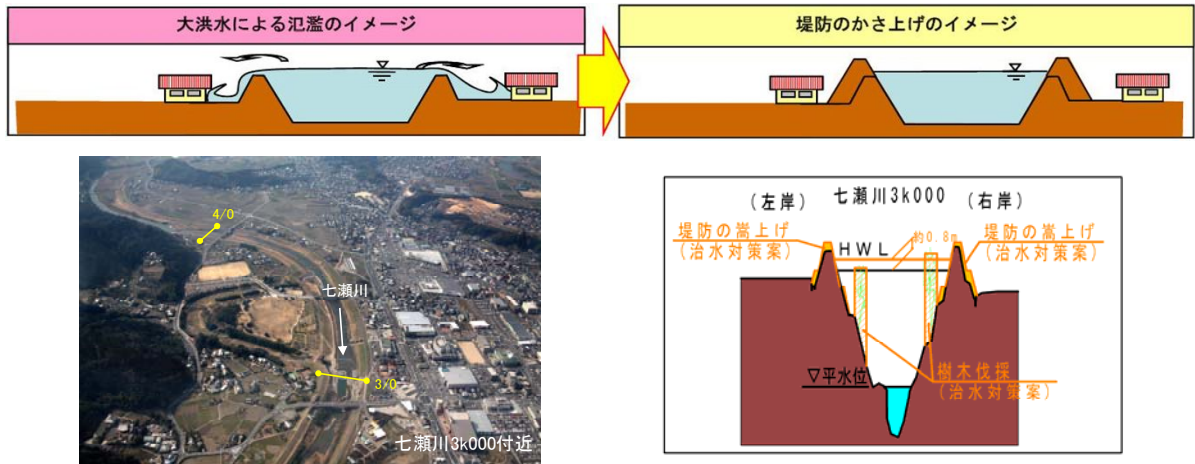 大洪水による氾濫のイメージ
堤防のかさ上げのイメージ
4/0
七瀬川
3/0
七瀬川3k000付近
(左岸) 七瀬川3k000 (右岸)
堤防の嵩上げ
(治水対策案)
HWL
約0.8m
堤防の嵩上げ
(治水対策案)
▽平水位
樹木伐採
(治水対策案)